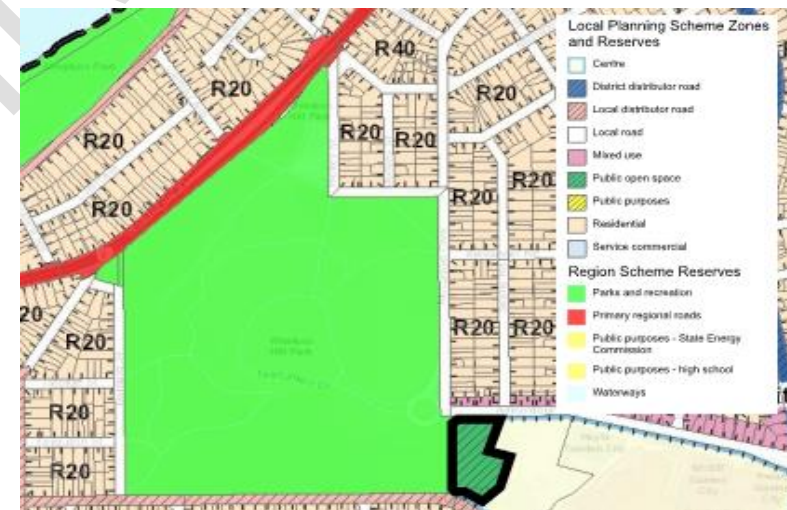 R40
R20
R20
R20
R20
R20
R20
R20
R20
R20
20
R20
R20 R20
R20
R20
Local Planning Scheme Zones
and Reserves
Centre
District distributor road
Local distributor road
Local road
Mixed use
Public open space
Public purposes
Residential
Service commercial
Region Scheme Reserves
Parks and recreation
Primary regional roads
Public purposes - State Energy
Commission
Public purposes - high school
Waterways